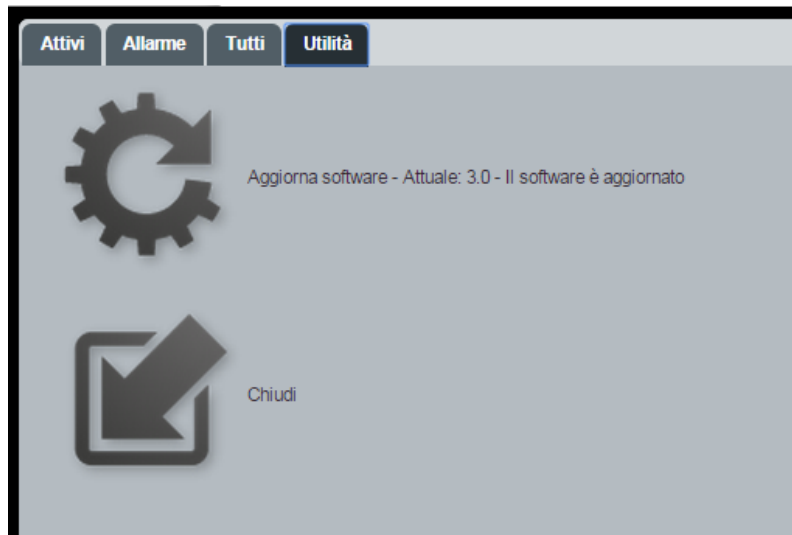 Attivi Allarme Tutti Utilità
Aggiorna software - Attuale: 3.0 - Il software è aggiornato
Chiudi